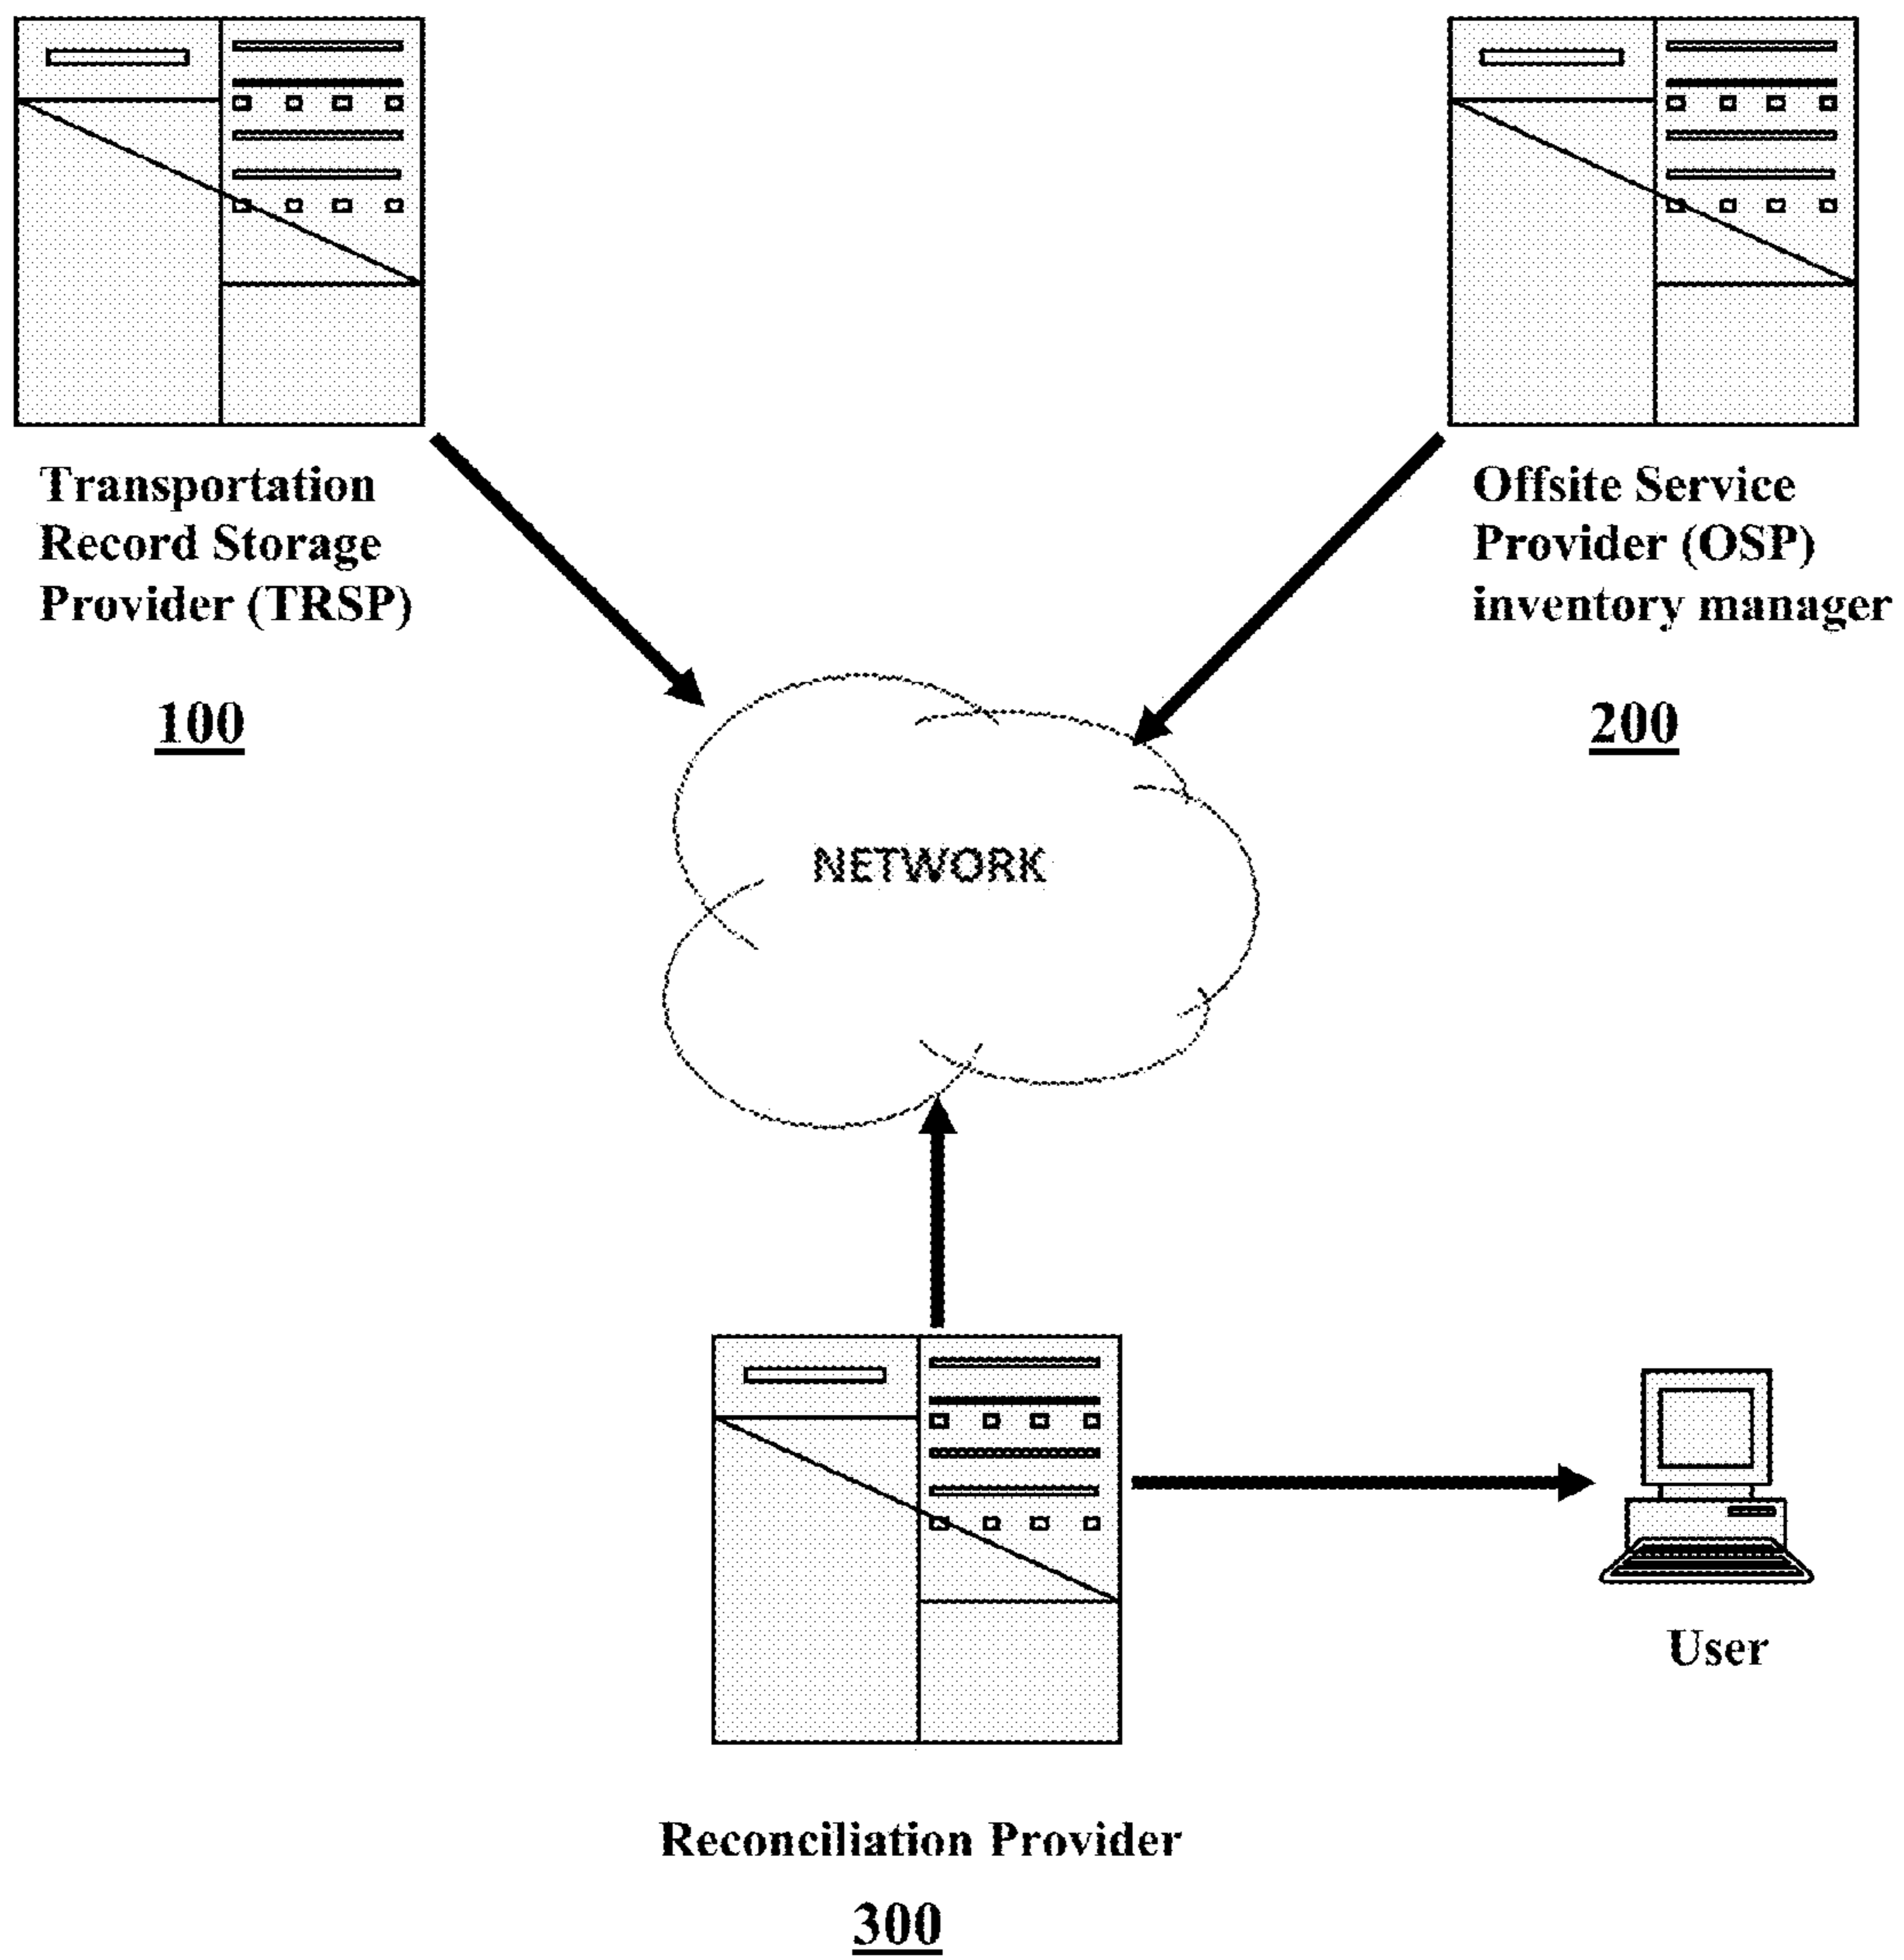 Transportation
Record Storage
Provider (TRSP)
100
Offsite Service
Provider (OSP)
inventory manager
200
NETWORK
User
Reconciliation Provider
300